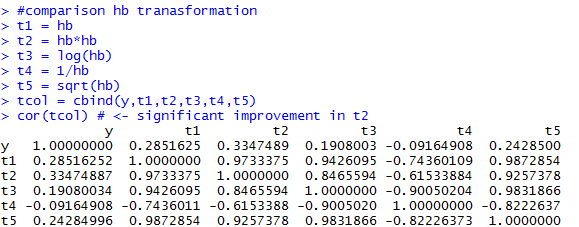 > #comparison hb tranasformation
> t1 = hb
> t2 = hb*hb
> t3 = log(hb)
> t4 = 1/hb
> t5 = sqrt(hb)
> tcol = cbind(y,t1,t2,t3,t4,t5)
> cor(tcol) # <- significant improvement in t2
y t1 t2 t3 t4 t5
y 1.00000000 0.2851625 0.3347489 0.1908003 -0.09164908 0.2428500
t1 0.28516252 1.0000000 0.9733375 0.9426095 -0.74360109 0.9872854
t2 0.33474887 0.9733375 1.0000000 0.8465594 -0.61533884 0.9257378
t3 0.19080034 0.9426095 0.8465594 1.0000000 -0.90050204 0.9831866
t4 -0.09164908 -0.7436011 -0.6153388 -0.9005020 1.00000000 -0.8222637
t5 0.24284996 0.9872854 0.9257378 0.9831866 -0.82226373 1.0000000